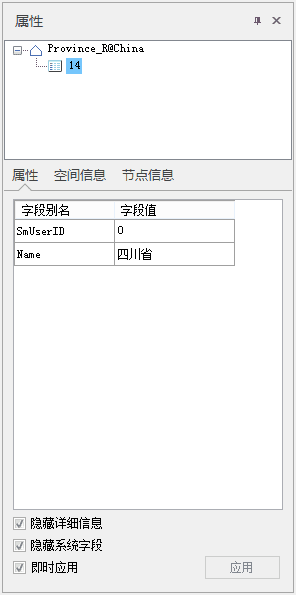 属性
Province_R@China
14
属性 空间信息 节点信息
字段别名 字段值
SmUserID 0
Name 四川省
隐藏详细信息
隐藏系统字段
即时应用 应用